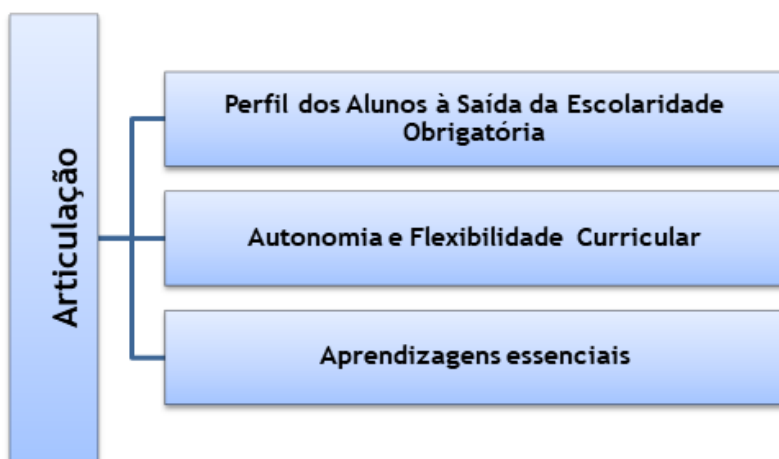 Articulação
Perfil dos Alunos à Saída da Escolaridade
Obrigatória
Autonomia e Flexibilidade Curricular
Aprendizagens essenciais